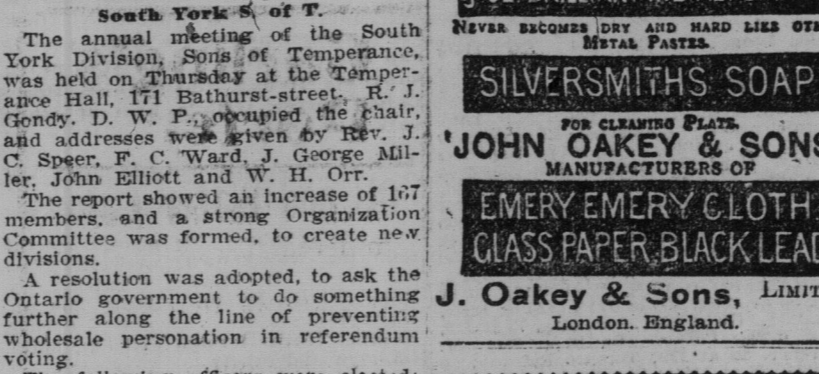 South York S. of T.
The annual meeting of the South
York Division, Sons of Temperance,
was held on Thursday at the Temper-
ance Hall, 171 Bathurst-street. R. J.
Gondy. D. W. P., occupied the chair,
and addresses were given by Rev. J.
C. Speer, F. C. Ward, J. George Mil-
ler, John Elliott and W. H. Orr.
The report showed an increase of 167
members, and a strong Organization
Committee was formed, to create new
divisions.
A resolution was adopted, to ask the
Ontario government to do something
further along the line of preventing
wholesale personation in referendum
voting.
NEVER BECOMES DRY AND HARD LIKE
METAL PASTES.
SILVERSMITHS SOAP
FOR CLEANING PLATE.
JOHN OAKEY & SONS
MANUFACTURERS OF
EMERY EMERY CLOTH
GLASS PAPER. BLACK
J. Oakey & Sons,
London. England.